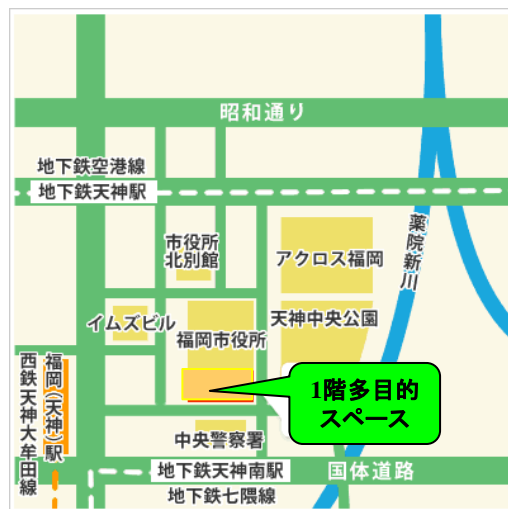 昭和通り
地下鉄空港線
地下鉄天神駅
薬院新川
市役所
北別館
アクロス福岡
イムズビル
福岡市役所
天神中央公園
1階多目的
スペース
福岡(天神)駅
西鉄天神大牟田線
中央警察署
地下鉄天神南駅
国体道路
地下鉄七隈線